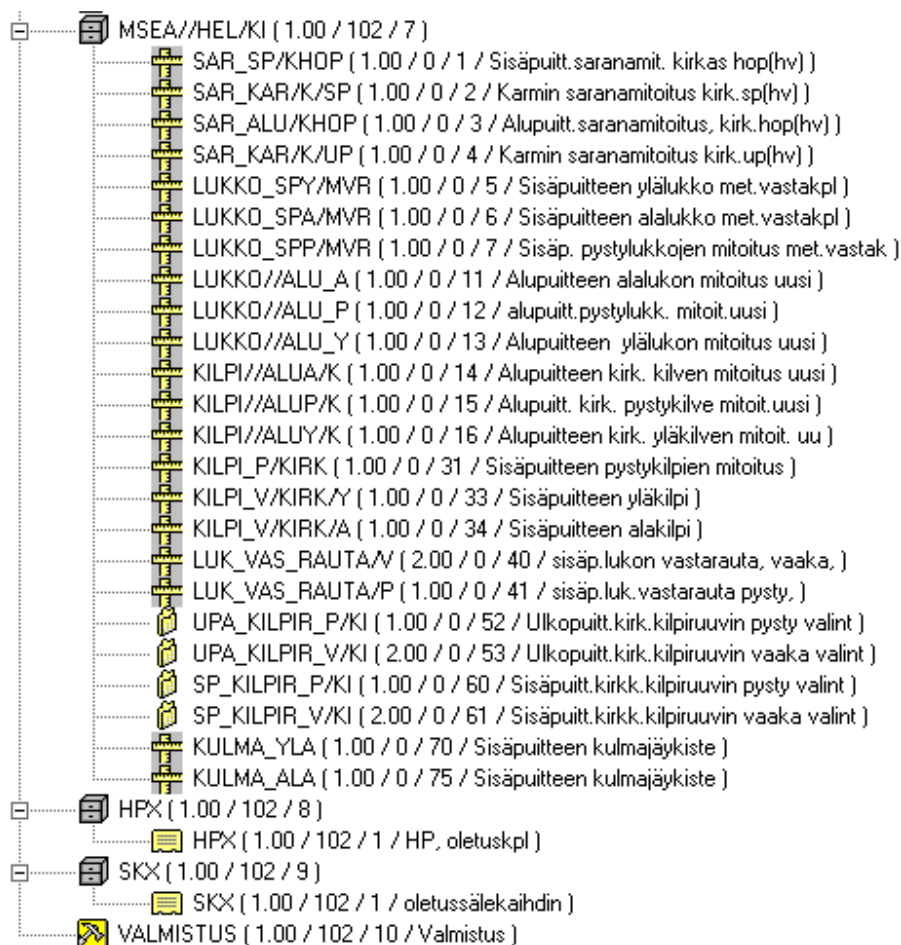 MSEA//HEL/KI ( 1.00 / 102 / 7 )
SAR_SP/KHOP ( 1.00 / 0 / 1 / Sisäpuitt.saranamit. kirkas hop(hv) )
SAR_KAR/K/SP ( 1.00 / 0 / 2 / Karmin saranamitoitus kirk.sp(hv) )
SAR_ALU/KHOP ( 1.00 / 0 / 3 / Alupuitt.saranamitoitus, kirk.hop(hv) )
SAR_KAR/K/UP ( 1.00 / 0 / 4 / Karmin saranamitoitus kirk.up(hv) )
LUKKO_SPY/MVR ( 1.00 / 0 / 5 / Sisäpuitteen ylälukko met.vastakpl )
LUKKO_SPA/MVR ( 1.00 / 0 / 6 / Sisäpuitteen alalukko met.vastakpl )
LUKKO_SPP/MVR ( 1.00 / 0 / 7 / Sisäp. pystylukkojen mitoitus met.vastak )
LUKKO//ALU_A ( 1.00 / 0 / 11 / Alupuitteen alalukon mitoitus uusi )
LUKKO//ALU_P ( 1.00 / 0 / 12 / alupuitt.pystylukk. mitoit.uusi )
LUKKO//ALU_Y ( 1.00 / 0 / 13 / Alupuitteen  ylälukon mitoitus uusi )
KILPI//ALUA/K ( 1.00 / 0 / 14 / Alupuitteen kirk. kilven mitoitus uusi )
KILPI//ALUP/K ( 1.00 / 0 / 15 / Alupuitt. kirk. pystykilve mitoit.uusi )
KILPI//ALUY/K ( 1.00 / 0 / 16 / Alupuitteen kirk. yläkilven mitoit. uu )
KILPI_P/KIRK ( 1.00 / 0 / 31 / Sisäpuitteen pystykilpien mitoitus )
KILPI_V/KIRK/Y ( 1.00 / 0 / 33 / Sisäpuitteen yläkilpi )
KILPI_V/KIRK/A ( 1.00 / 0 / 34 / Sisäpuitteen alakilpi )
LUK_VAS_RAUTA/V ( 2.00 / 0 / 40 / sisäp.lukon vastarauta, vaaka, )
LUK_VAS_RAUTA/P ( 1.00 / 0 / 41 / sisäp.luk.vastarauta pysty, )
UPA_KILPIR_P/KI ( 1.00 / 0 / 52 / Ulkopuitt.kirk.kilpiruuvin pysty valint )
UPA_KILPIR_V/KI ( 2.00 / 0 / 53 / Ulkopuitt.kirk.kilpiruuvin vaaka valint )
SP_KILPIR_P/KI ( 1.00 / 0 / 60 / Sisäpuitt.kirkk.kilpiruuvin pysty valint )
SP_KILPIR_V/KI ( 2.00 / 0 / 61 / Sisäpuitt.kirkk.kilpiruuvin vaaka valint )
KULMA_YLA ( 1.00 / 0 / 70 / Sisäpuitteen kulmajäykiste )
KULMA_ALA ( 1.00 / 0 / 75 / Sisäpuitteen kulmajäykiste )
HPX ( 1.00 / 102 / 8 )
HPX ( 1.00 / 102 / 1 / HP, oletuskpl )
SKX ( 1.00 / 102 / 9 )
SKX ( 1.00 / 102 / 1 / oletussälekaihdin )
VALMISTUS ( 1.00 / 102 / 10 / Valmistus )